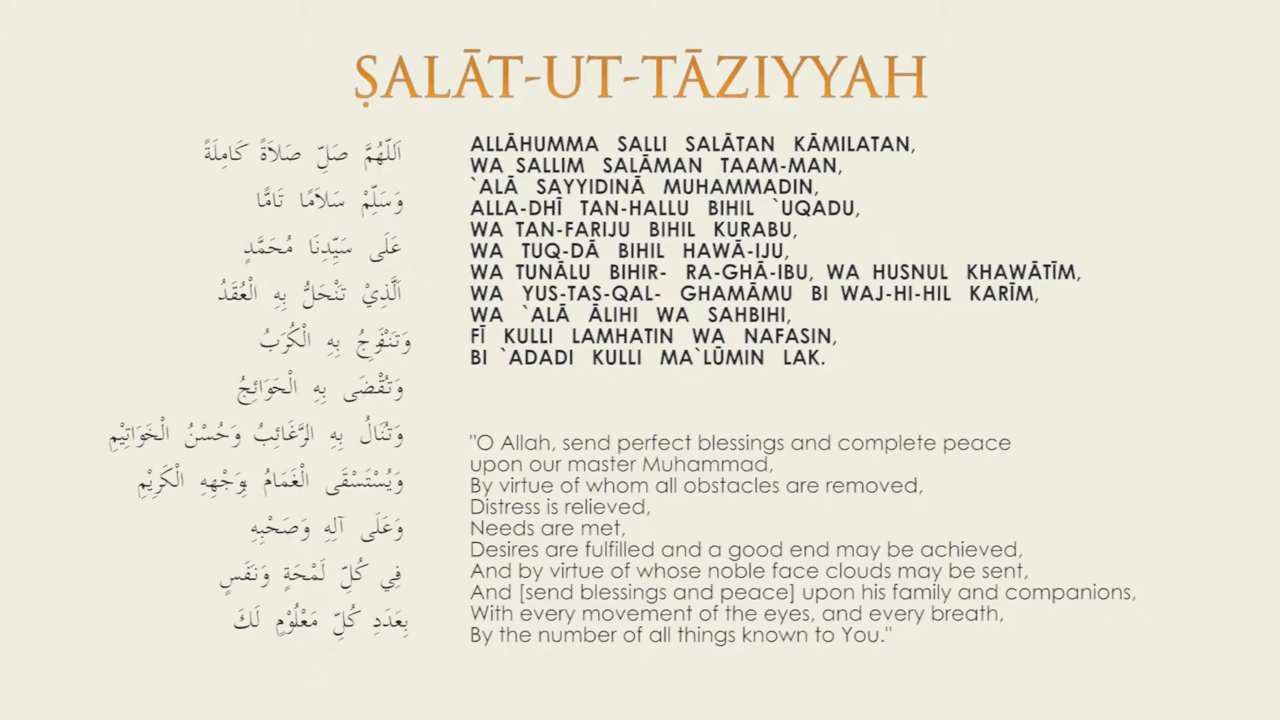 ṢALĀT-UT-TĀZIYYAH
اَللّٰهُمَّ صَلِّ صَلاَةً كَامِلَةً
وَسَلِّمْ سَلاَمًا تَامًّا
عَلَى سَيِّدِنَا مُحَمَّدٍ
اَلَّذِيْ تَنْحَلُّ بِهِ الْعُقَدُ
وَتَنْفَرِجُ بِهِ الْكُرَبُ
وَتُقْضَى بِهِ الْحَوَائِجُ
وَتُنَالُ بِهِ الرَّغَائِبُ وَحُسْنُ الْخَوَاتِيْمِ
وَيُسْتَسْقَى الْغَمَامُ بِوَجْهِهِ الْكَرِيْمِ
وَعَلَى آلِهِ وَصَحْبِهِ
فِي كُلِّ لَمْحَةٍ وَنَفَسٍ
بِعَدَدِ كُلِّ مَعْلُوْمٍ لَكَ
ALLĀHUMMA SALLI SALĀTAN KĀMILATAN,
WA SALLIM SALĀMAN TAAM-MAN,
`ALĀ SAYYIDINĀ MUHAMMADIN,
ALLA-DHĪ TAN-HALLU BIHIL `UQADU,
WA TAN-FARIJU BIHIL KURABU,
WA TUQ-DĀ BIHIL HAWĀ-IJU,
WA TUNĀLU BIHIR- RA-GHĀ-IBU, WA HUSNUL KHAWĀTĪM,
WA YUS-TAS-QAL- GHAMĀMU BI WAJ-HI-HIL KARĪM,
WA `ALĀ ĀLIHI WA SAHBIHI,
FĪ KULLI LAMHATIN WA NAFASIN,
BI `ADADI KULLI MA`LŪMIN LAK.
"O Allah, send perfect blessings and complete peace
upon our master Muhammad,
By virtue of whom all obstacles are removed,
Distress is relieved,
Needs are met,
Desires are fulfilled and a good end may be achieved,
And by virtue of whose noble face clouds may be sent,
And [send blessings and peace] upon his family and companions,
With every movement of the eyes, and every breath,
By the number of all things known to You."